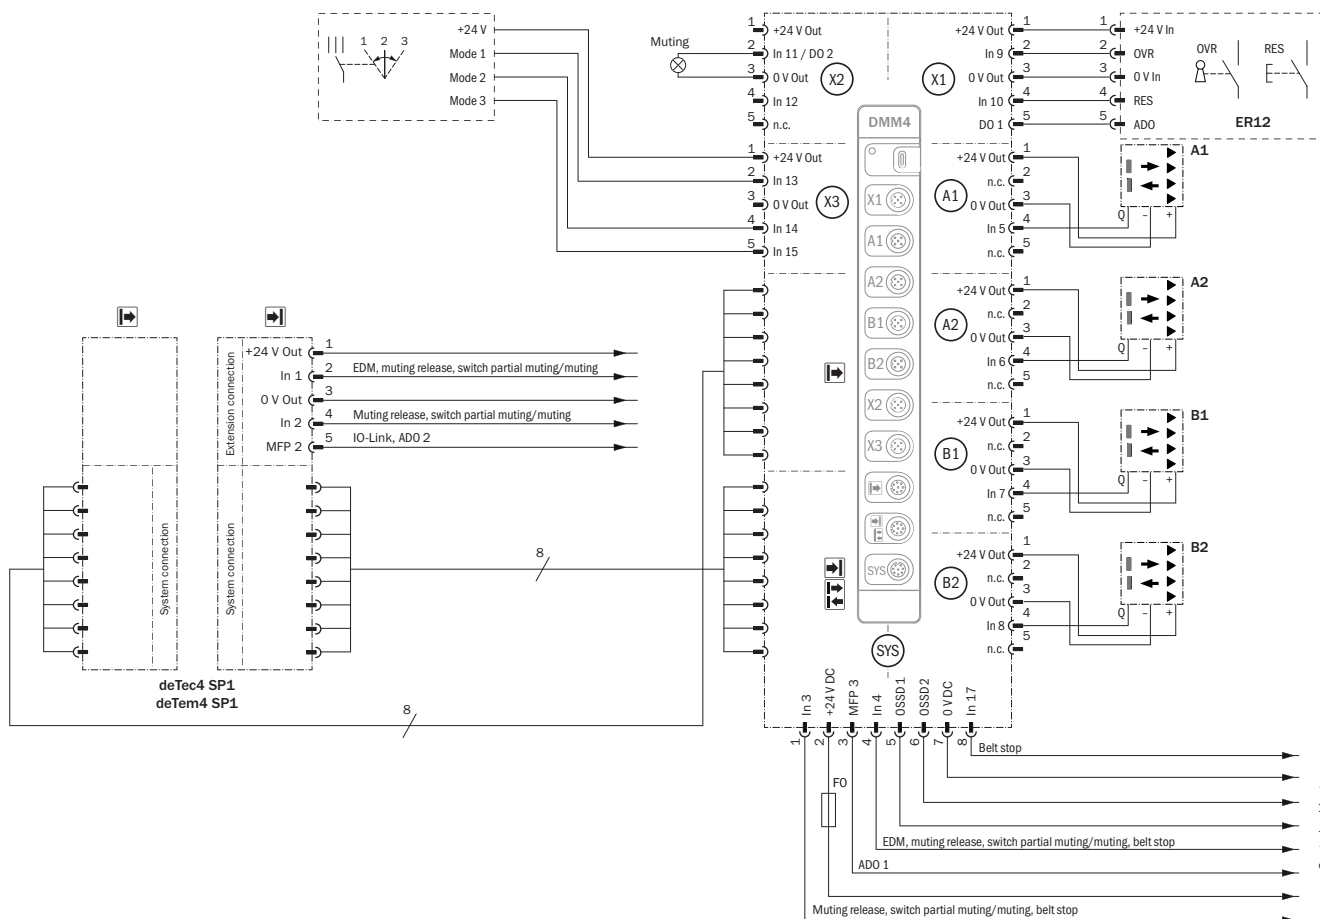 +24 V
Mode 1
Mode 2
Mode 3
1 2 3
Muting
1 +24 V Out
2 In 11 / DO 2
3 0 V Out
4 In 12
5 n.c.
X2
1 +24 V Out
2 In 13
3 0 V Out
4 In 14
5 In 15
X3
+24 V Out 1
In 9 2
0 V Out 3
In 10 4
DO 1 5
X1
1 +24 V In
2 OVR
3 0 V In
4 RES
5 ADO
OVR RES
ER12
DMM4
X1
A1
A2
B1
B2
X2
X3
SYS
+24 V Out 1
n.c. 2
0 V Out 3
In 5 4
n.c. 5
A1
A1
Q – +
+24 V Out 1
n.c. 2
0 V Out 3
In 6 4
n.c. 5
A2
A2
Q – +
+24 V Out 1
n.c. 2
0 V Out 3
In 7 4
n.c. 5
B1
B1
Q – +
+24 V Out 1
n.c. 2
0 V Out 3
In 8 4
n.c. 5
B2
B2
Q – +
Extension connection
+24 V Out 1
In 1 2 EDM, muting release, switch partial muting/muting
0 V Out 3
In 2 4 Muting release, switch partial muting/muting
MFP 2 5 IO-Link, ADO 2
System connection
System connection
8
deTec4 SP1
deTem4 SP1
8
SYS
In 3
+24 V DC
MFP 3
In 4
OSSD 1
OSSD 2
0 VDC
In 17
1 2 3 4 5 6 7 8
Belt stop
F0
EDM, muting release, switch partial muting/muting, belt stop
ADO 1
Muting release, switch partial muting/muting, belt stop